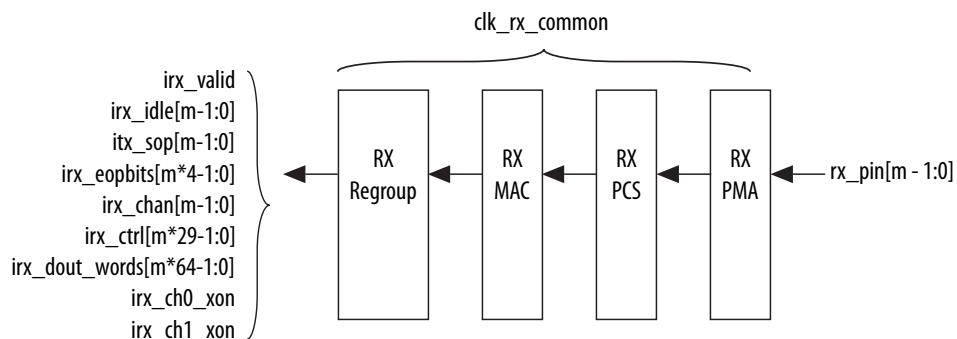 clk_rx_common
irx_valid
irx_idle[m-1:0]
itx_sop[m-1:0]
irx_eopbits[m*4-1:0]
irx_chan[m-1:0]
irx_ctrl[m*29-1:0]
irx_dout_words[m*64-1:0]
irx_ch0_xon
irx_ch1_xon
RX
Regroup
RX
MAC
RX
PCS
RX
PMA
rx_pin[m - 1:0]